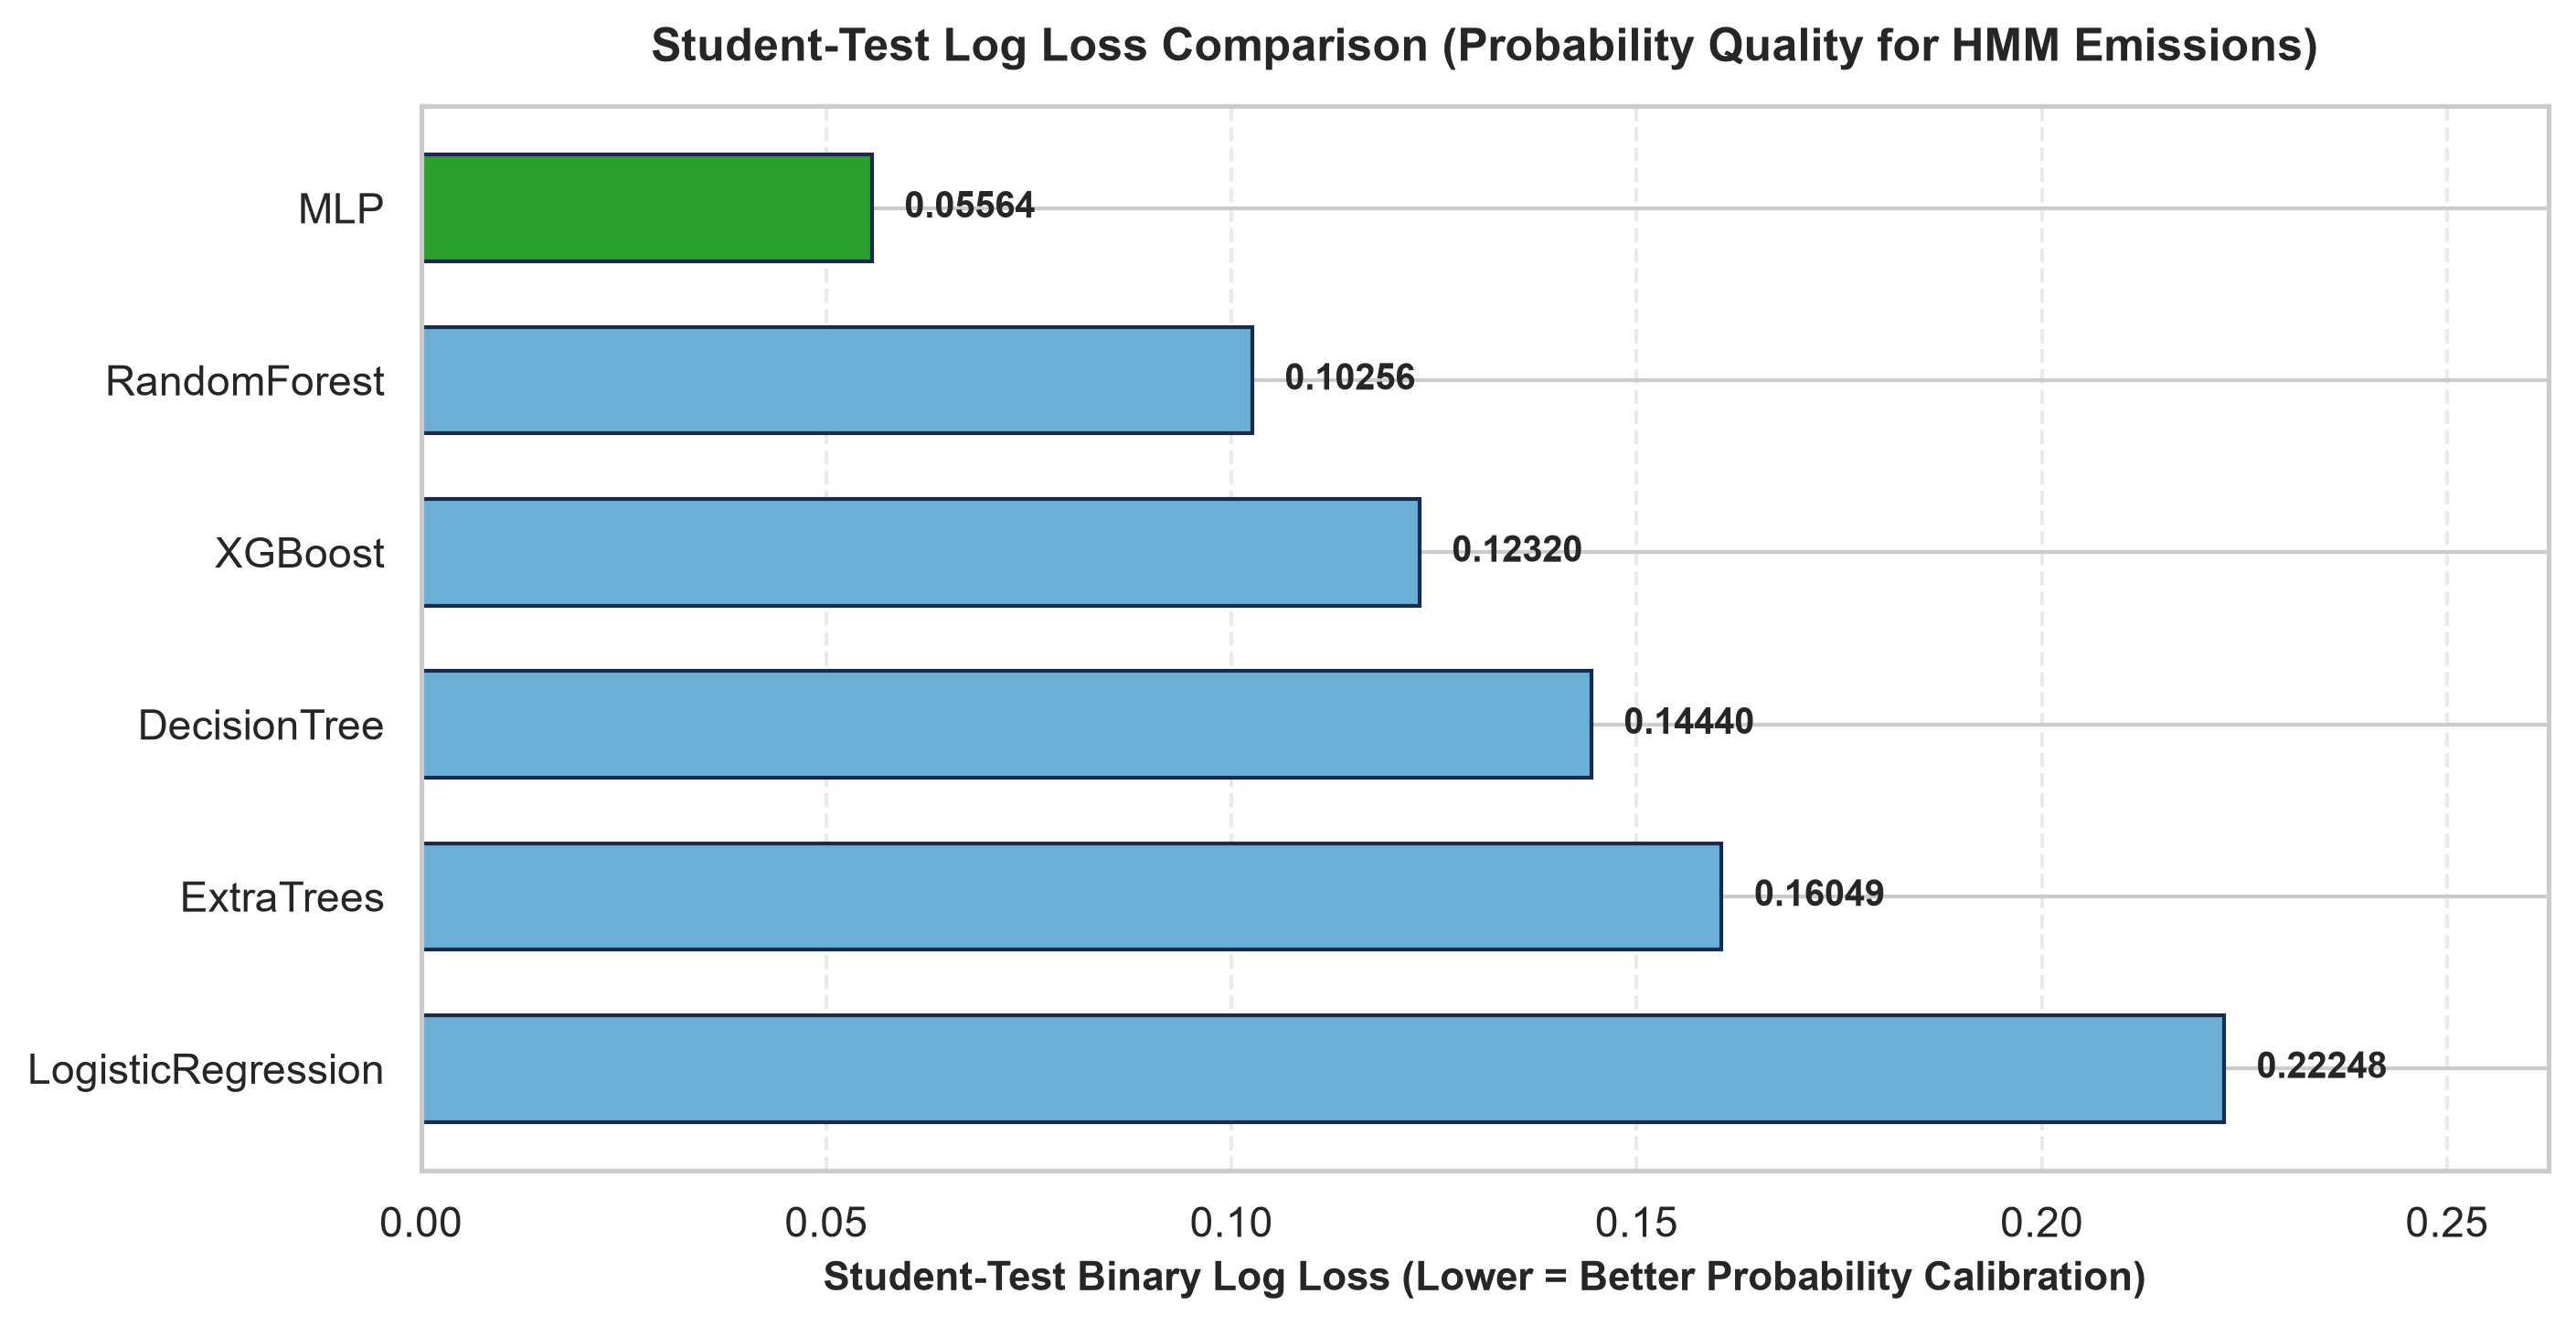 Student-Test Log Loss Comparison (Probability Quality for HMM Emissions)
MLP
0.05564
RandomForest
0.10256
XGBoost
0.12320
DecisionTree
0.14440
ExtraTrees
0.16049
LogisticRegression
0.22248
0.00 0.05 0.10 0.15 0.20 0.25
Student-Test Binary Log Loss (Lower = Better Probability Calibration)